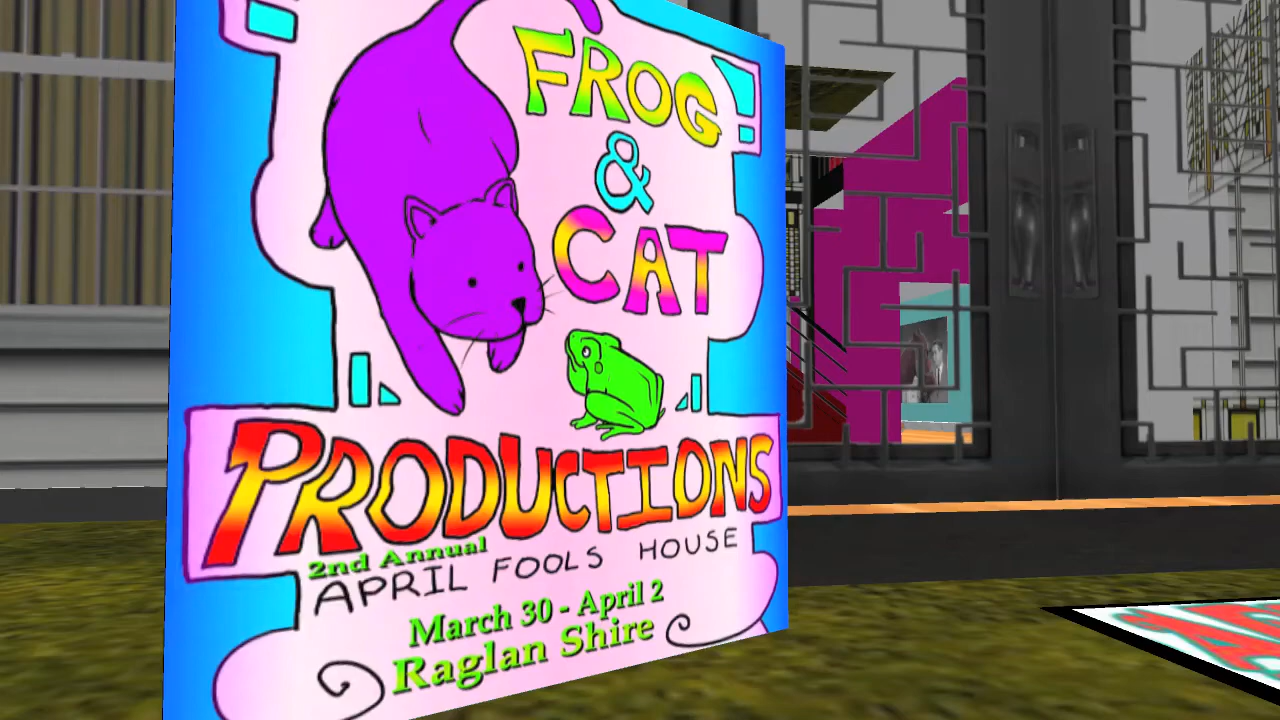 FROG
&
CAT
PRODUCTIONS
2nd Annual
APRIL FOOLS HOUSE
March 30 - April 2
Raglan Shire